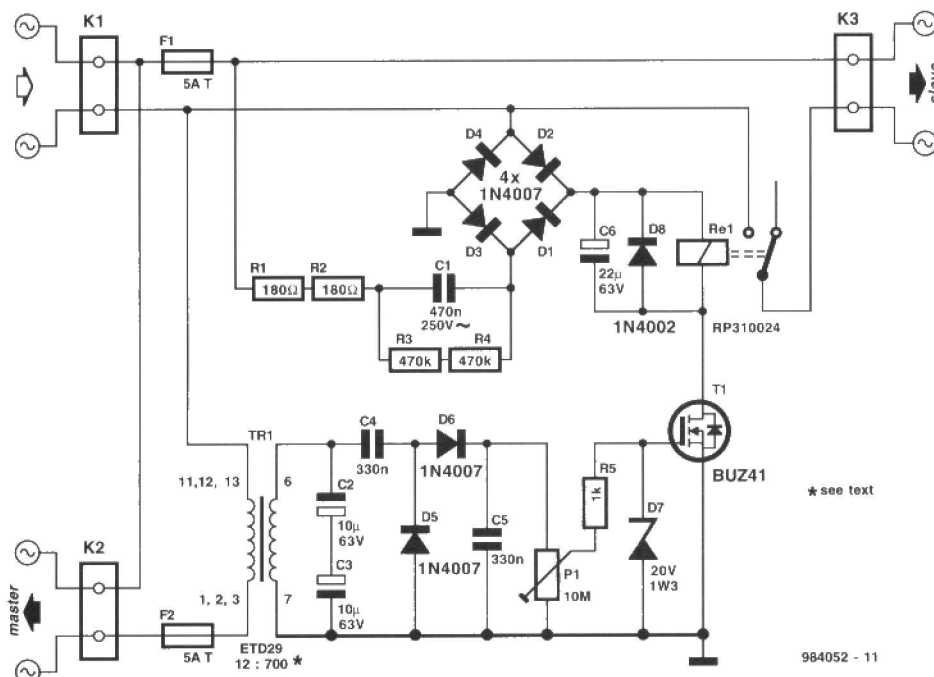 K1
F1
5A T
K3
slave
D4
D2
4x
1N4007
D3
D1
R1
180Ω
R2
180Ω
C1
470n
250V ~
R3
470k
R4
470k
C6
22µ
63V
D8
1N4002
Re1
RP310024
T1
BUZ41
* see text
TR1
11,12, 13
6
1, 2, 3
7
ETD29
12 : 700 *
C4
330n
D6
1N4007
C2
10µ
63V
C3
10µ
63V
D5
1N4007
C5
330n
P1
10M
R5
1k
D7
20V
1W3
K2
master
F2
5A T
984052 - 11